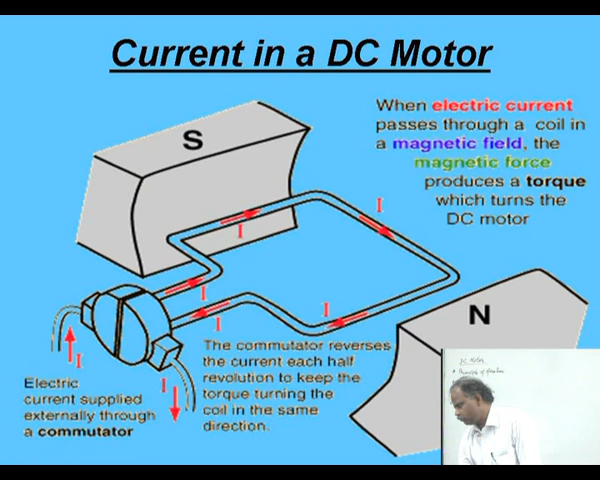 Current in a DC Motor
When electric current
passes through a coil in
a magnetic field, the
magnetic force
produces a torque
which turns the
DC motor
S
I
I
I
I
I
N
The commutator reverses
the current each half
revolution to keep the
torque turning the
coil in the same
direction.
I
I
Electric
current supplied
externally through
a commutator
DC Motor
Principle of